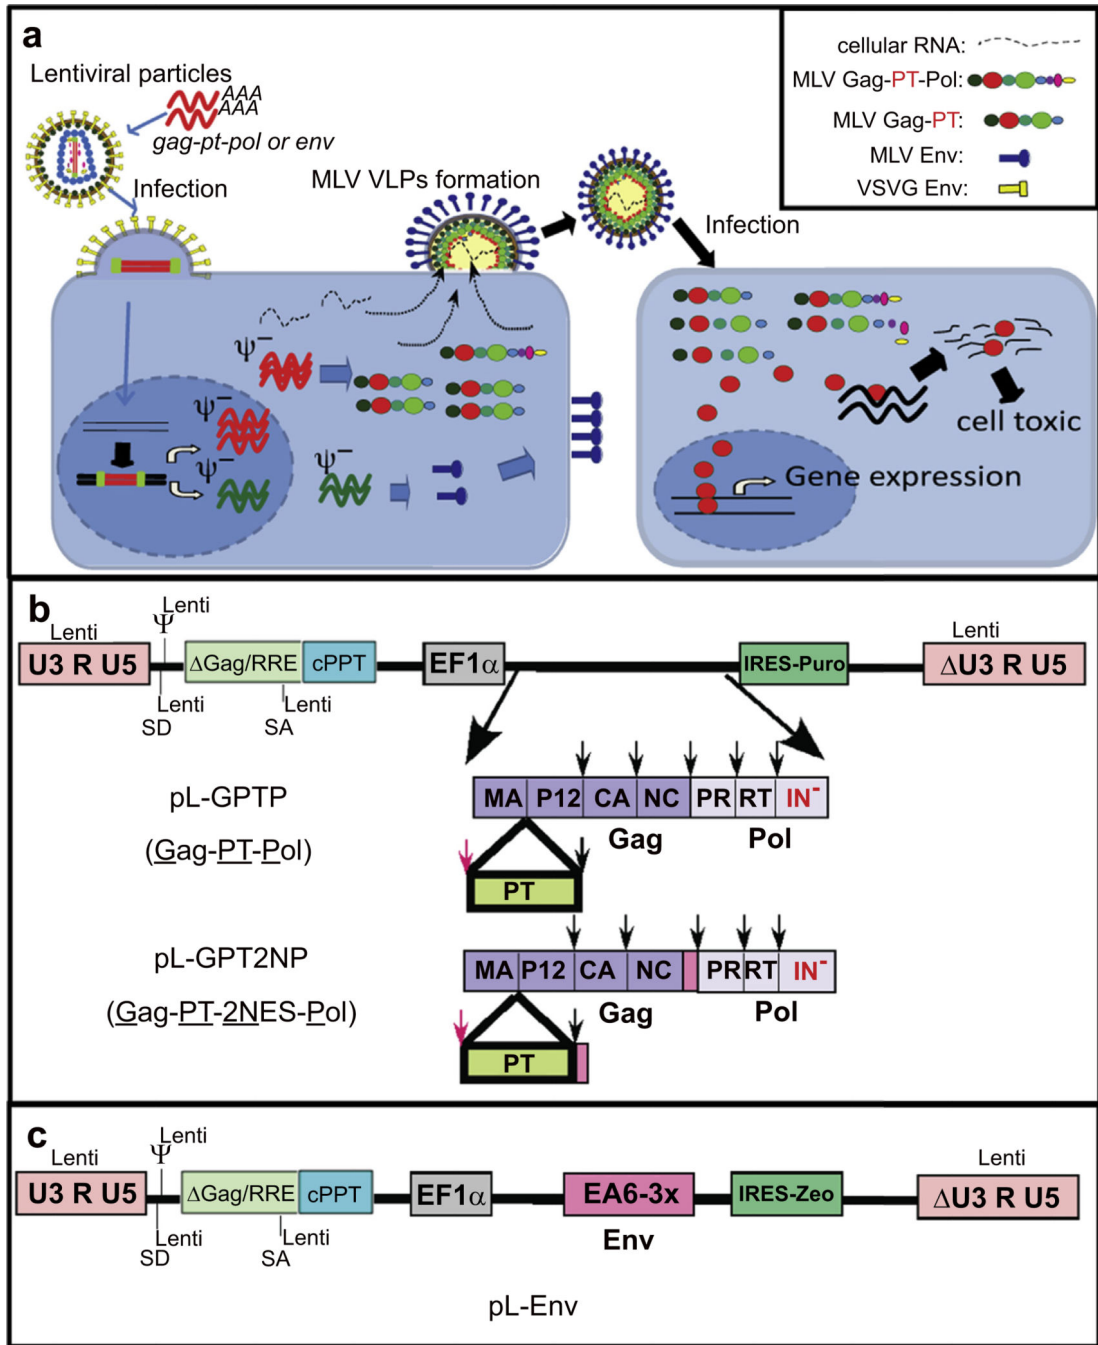 a
Lentiviral particles
AAA
AAA
gag-pt-pol or env
Infection
MLV VLPs formation
Infection
cellular RNA:
MLV Gag-PT-Pol:
MLV Gag-PT:
MLV Env:
VSVG Env:
ψ−
ψ−
ψ−
ψ−
cell toxic
Gene expression
b
Lenti
Ψ Lenti
Lenti
U3 R U5
ΔGag/RRE
cPPT
EF1α
IRES-Puro
ΔU3 R U5
SD
SA
Lenti
pL-GPTP
(Gag-PT-Pol)
MA
P12
CA
NC
PR
RT
IN-
Gag
Pol
PT
pL-GPT2NP
(Gag-PT-2NES-Pol)
MA
P12
CA
NC
PR
RT
IN-
Gag
Pol
PT
c
Lenti
Ψ Lenti
Lenti
U3 R U5
ΔGag/RRE
cPPT
EF1α
EA6-3x
IRES-Zeo
ΔU3 R U5
Env
SD
SA
Lenti
pL-Env